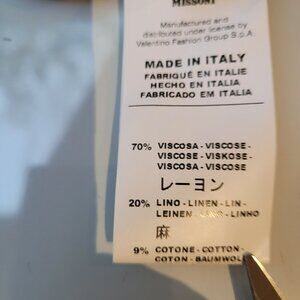 MISSONI
Manufactured and
distributed under license by
Valentino Fashion Group S.p.A.
MADE IN ITALY
FABRIQUÉ EN ITALIE
HECHO EN ITALIA
FABRICADO EM ITALIA
70% VISCOSA - VISCOSE -
VISCOSE - VISKOSE -
VISCOSA - VISCOSE
レーヨン
20% LINO - LINEN - LIN -
LEINEN - LINO - LINHO
麻
9% COTONE - COTTON -
COTON - BAUMWOL